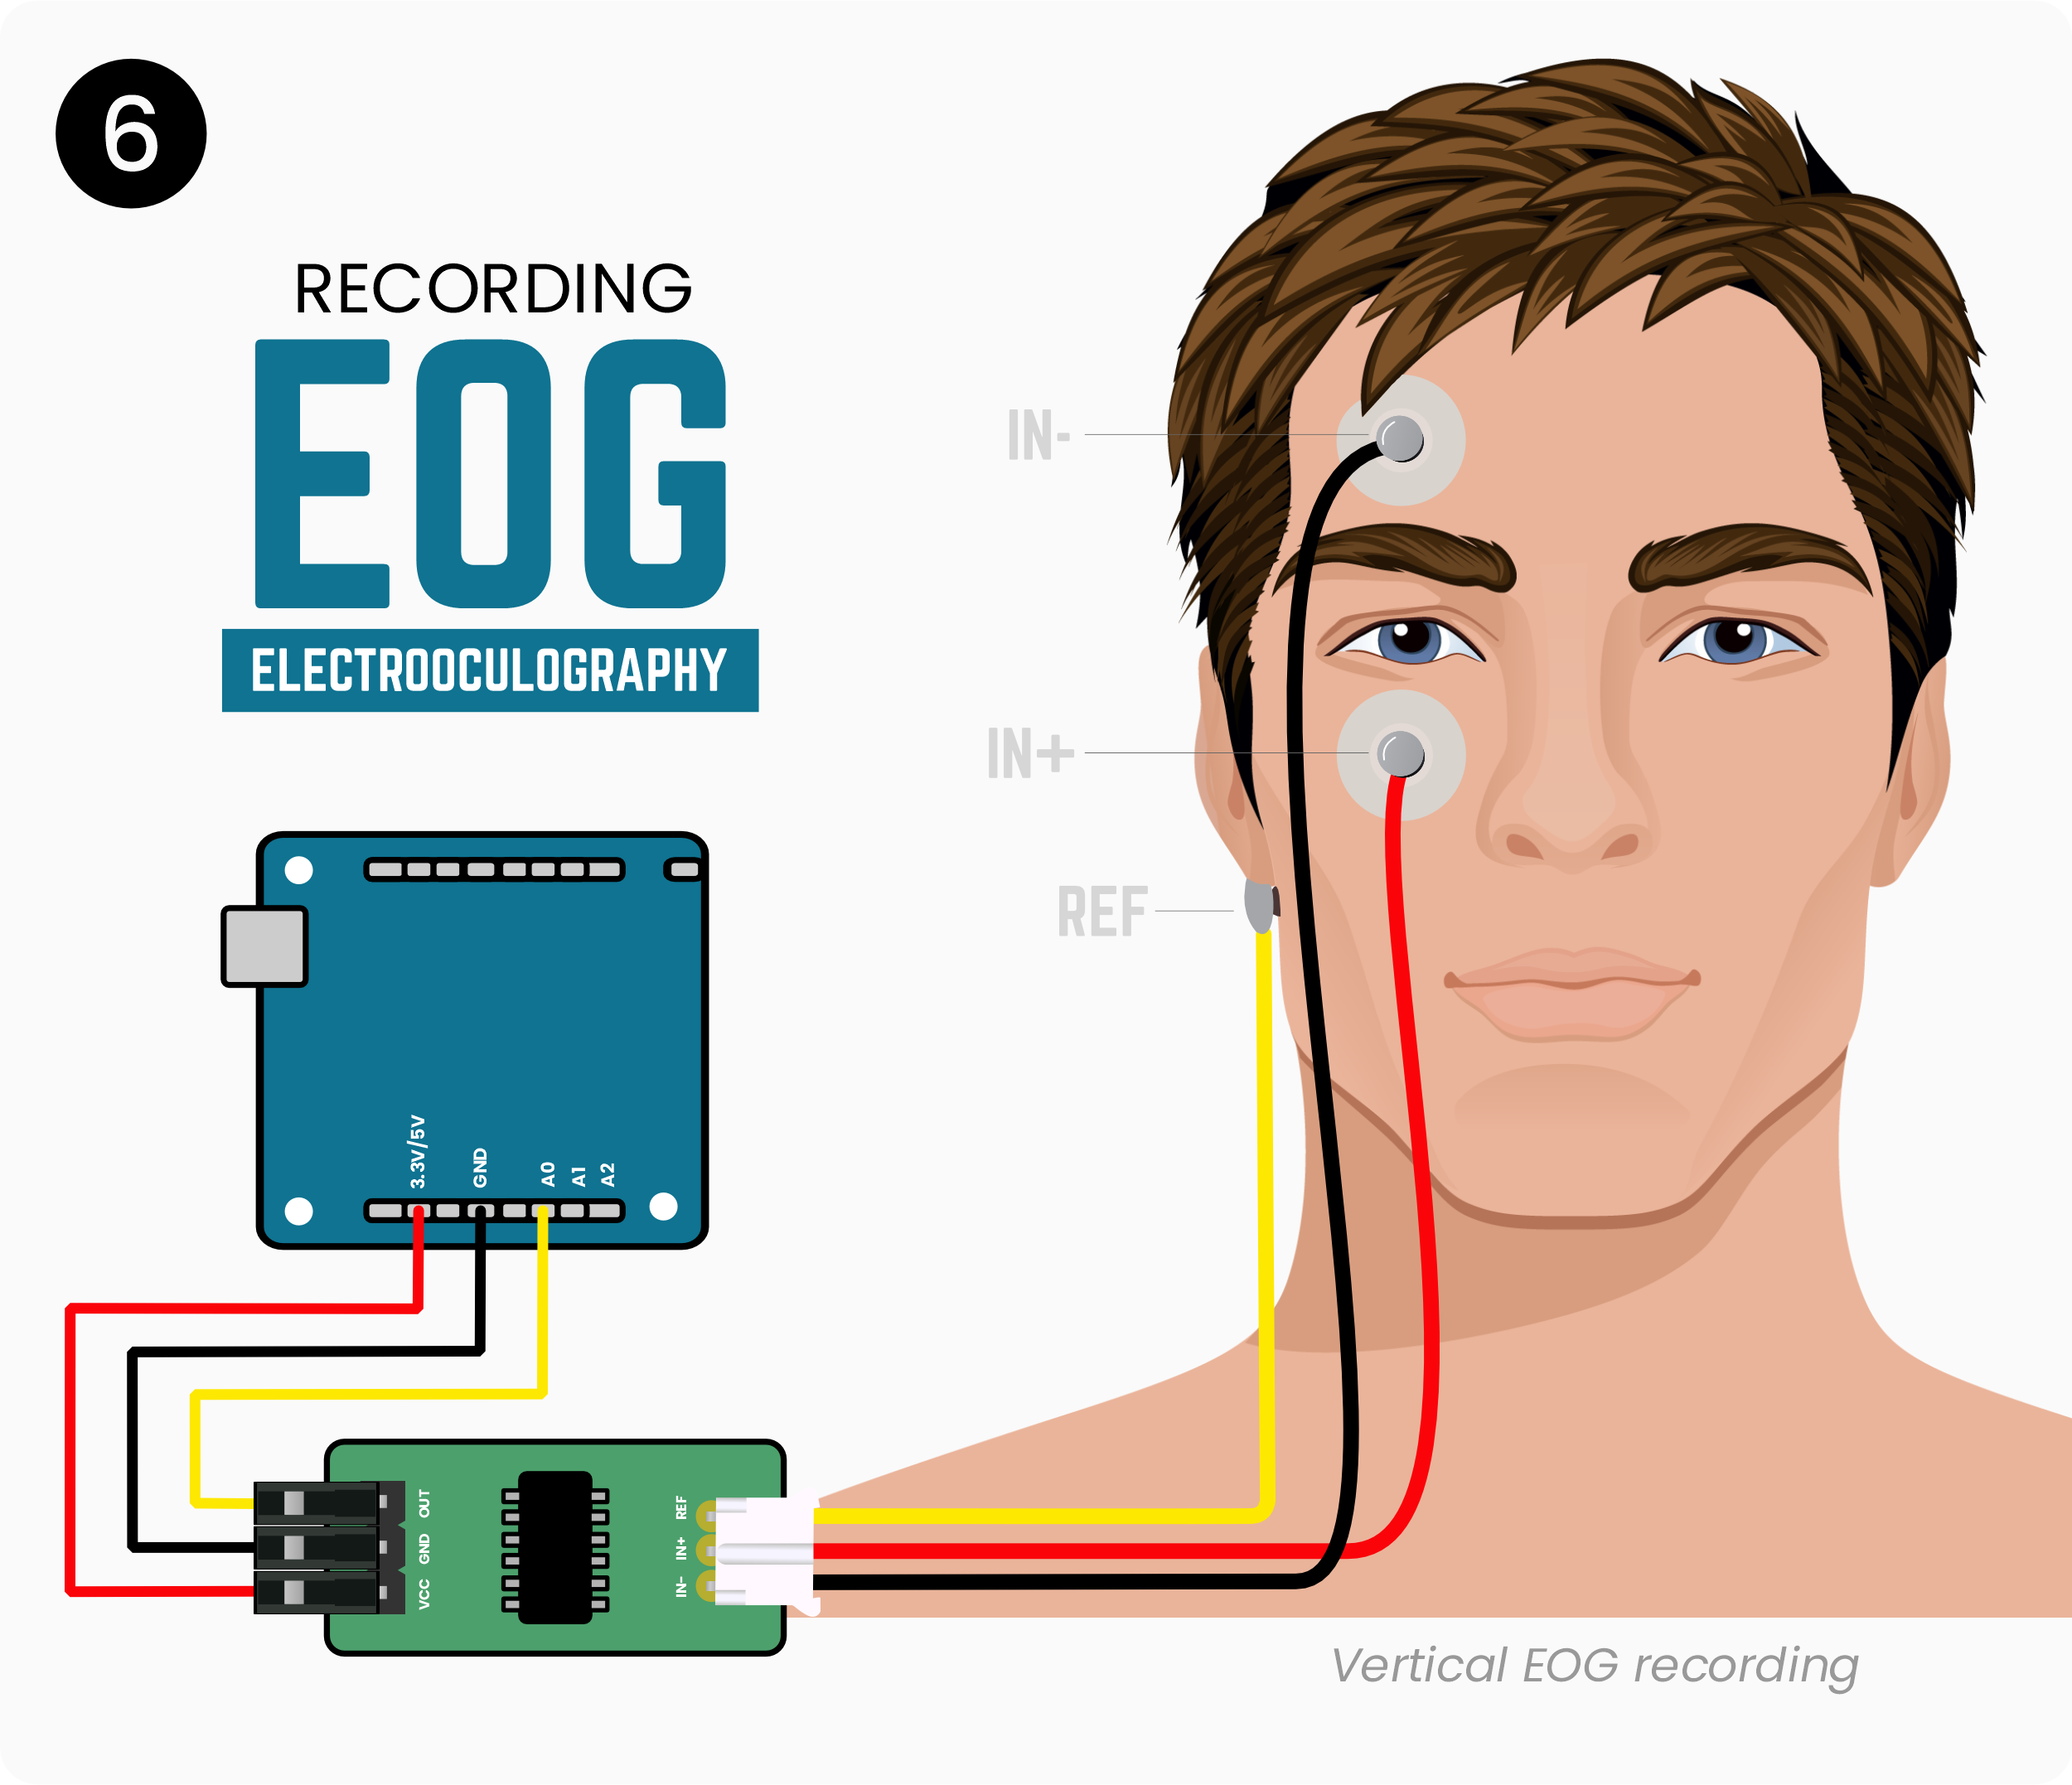 6
RECORDING
EOG
ELECTROOCULOGRAPHY
IN-
IN+
REF
3.3V/5V
GND
A0
A1
A2
OUT
GND
VCC
REF
IN+
IN-
Vertical EOG recording